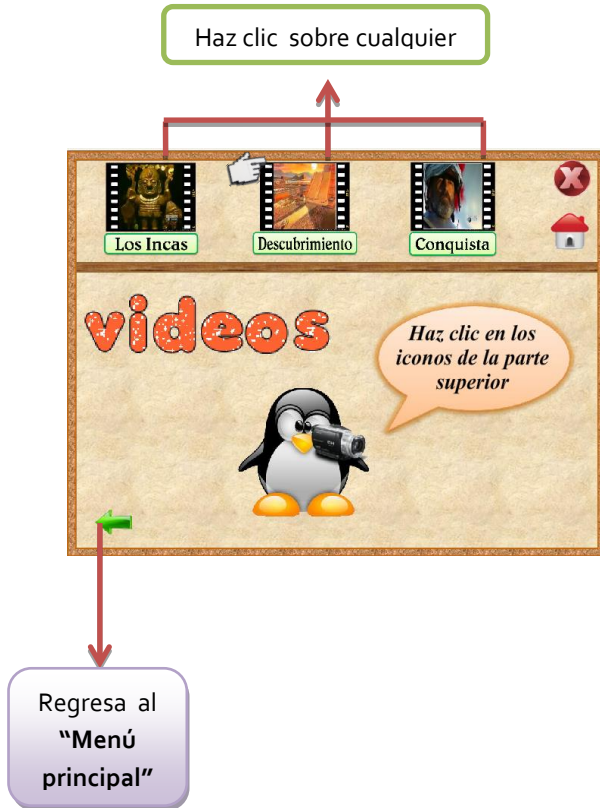 Haz clic sobre cualquier
Los Incas
Descubrimiento
Conquista
X
videos
Haz clic en los
iconos de la parte
superior
Regresa al
“Menú
principal”